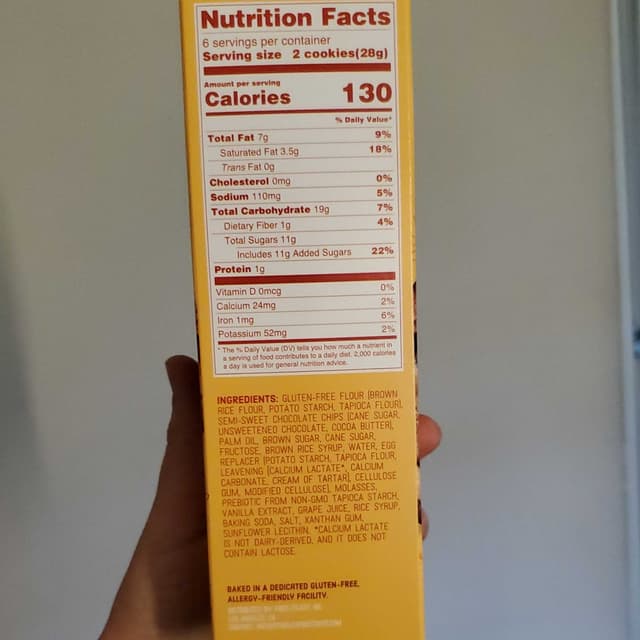 Nutrition Facts
6 servings per container
Serving size 2 cookies(28g)
Amount per serving
Calories 130
% Daily Value*
Total Fat 7g 9%
Saturated Fat 3.5g 18%
Trans Fat 0g
Cholesterol 0mg 0%
Sodium 110mg 5%
Total Carbohydrate 19g 7%
Dietary Fiber 1g 4%
Total Sugars 11g
Includes 11g Added Sugars 22%
Protein 1g
Vitamin D 0mcg 0%
Calcium 24mg 2%
Iron 1mg 6%
Potassium 52mg 2%
* The % Daily Value (DV) tells you how much a nutrient in
a serving of food contributes to a daily diet. 2,000 calories
a day is used for general nutrition advice.
INGREDIENTS: GLUTEN-FREE FLOUR (BROWN
RICE FLOUR, POTATO STARCH, TAPIOCA FLOUR),
SEMI-SWEET CHOCOLATE CHIPS (CANE SUGAR,
UNSWEETENED CHOCOLATE, COCOA BUTTER),
PALM OIL, BROWN SUGAR, CANE SUGAR,
FRUCTOSE, BROWN RICE SYRUP, WATER, EGG
REPLACER (POTATO STARCH, TAPIOCA FLOUR,
LEAVENING [CALCIUM LACTATE*, CALCIUM
CARBONATE, CREAM OF TARTAR], CELLULOSE
GUM, MODIFIED CELLULOSE), MOLASSES,
PREBIOTIC FROM NON-GMO TAPIOCA STARCH,
VANILLA EXTRACT, GRAPE JUICE, RICE SYRUP,
BAKING SODA, SALT, XANTHAN GUM,
SUNFLOWER LECITHIN. *CALCIUM LACTATE
IS NOT DAIRY-DERIVED, AND IT DOES NOT
CONTAIN LACTOSE.
BAKED IN A DEDICATED GLUTEN-FREE,
ALLERGY-FRIENDLY FACILITY.